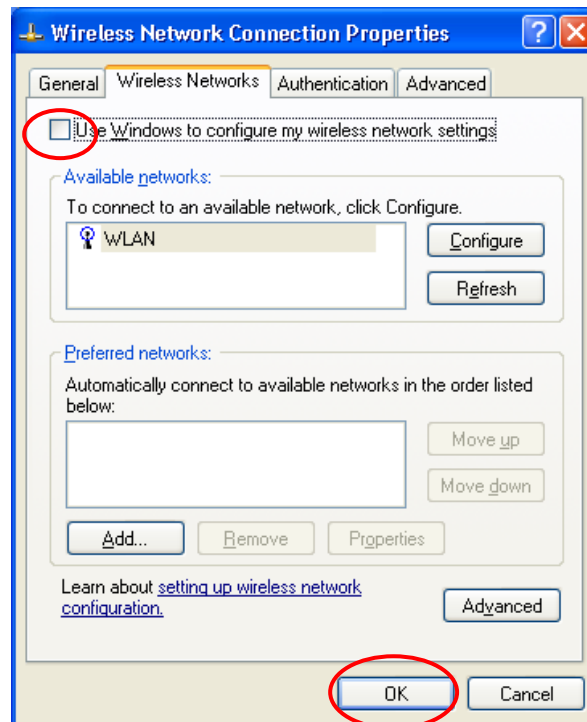 Wireless Network Connection Properties
?
X
General Wireless Networks Authentication Advanced
Use Windows to configure my wireless network settings
Available networks:
To connect to an available network, click Configure.
WLAN
Configure
Refresh
Preferred networks:
Automatically connect to available networks in the order listed
below:
Move up
Move down
Add... Remove Properties
Learn about setting up wireless network
configuration.
Advanced
OK Cancel